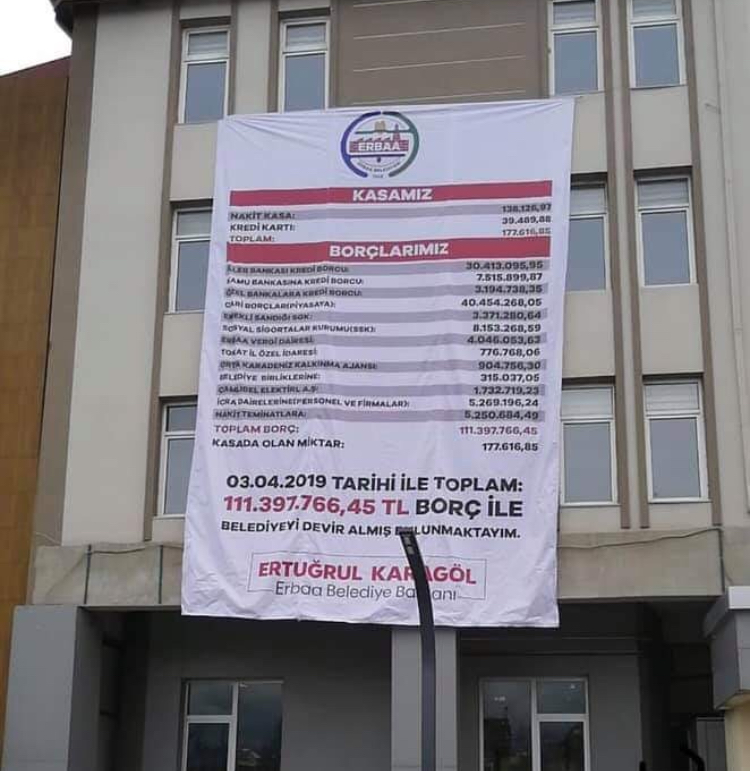 ERBAA
KASAMIZ
NAKİT KASA: 138.126,97
KREDİ KARTI: 39.489,88
TOPLAM: 177.616,85
BORÇLARIMIZ
İLLER BANKASI KREDİ BORCU: 30.413.095,95
KAMU BANKASINA KREDİ BORCU: 7.515.899,87
ÖZEL BANKALARA KREDİ BORCU: 3.194.738,35
CARİ BORÇLAR(PİYASAYA): 40.454.268,05
EMEKLİ SANDIĞI SGK: 3.371.280,64
SOSYAL SİGORTALAR KURUMU(SSK): 8.153.268,59
ERBAA VERGİ DAİRESİ: 4.046.053,63
TOKAT İL ÖZEL İDARESİ: 776.768,06
ORTA KARADENİZ KALKINMA AJANSI: 904.756,30
BELEDİYE BİRLİKLERİNE: 315.037,05
ÇAMLIBEL ELEKTİRİ. A.Ş: 1.732.719,23
İCRA DAİRELERİNE(PERSONEL VE FİRMALAR): 5.269.196,24
NAKİT TEMİNATLARA: 5.250.684,49
TOPLAM BORÇ: 111.397.766,45
KASADA OLAN MİKTAR: 177.616,85
03.04.2019 TARİHİ İLE TOPLAM:
111.397.766,45 TL BORÇ İLE
BELEDİYEYİ DEVİR ALMIŞ BULUNMAKTAYIM.
ERTUĞRUL KARAGÖL
Erbaa Belediye Başkanı